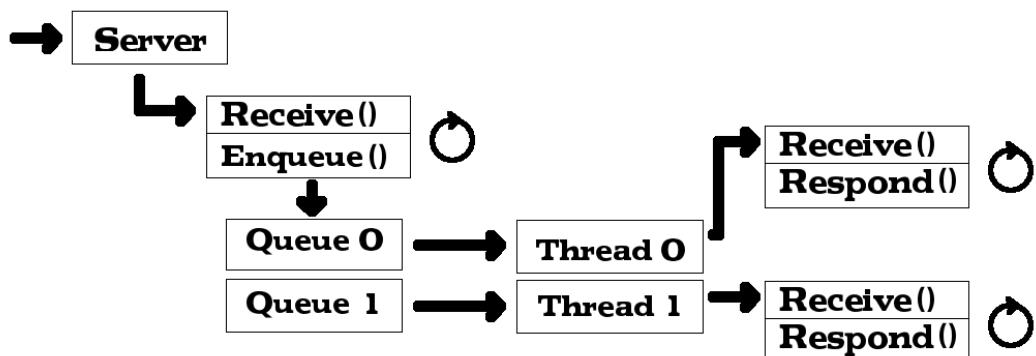 Server
Receive()
Enqueue()
Queue 0
Thread 0
Receive()
Respond()
Queue 1
Thread 1
Receive()
Respond()